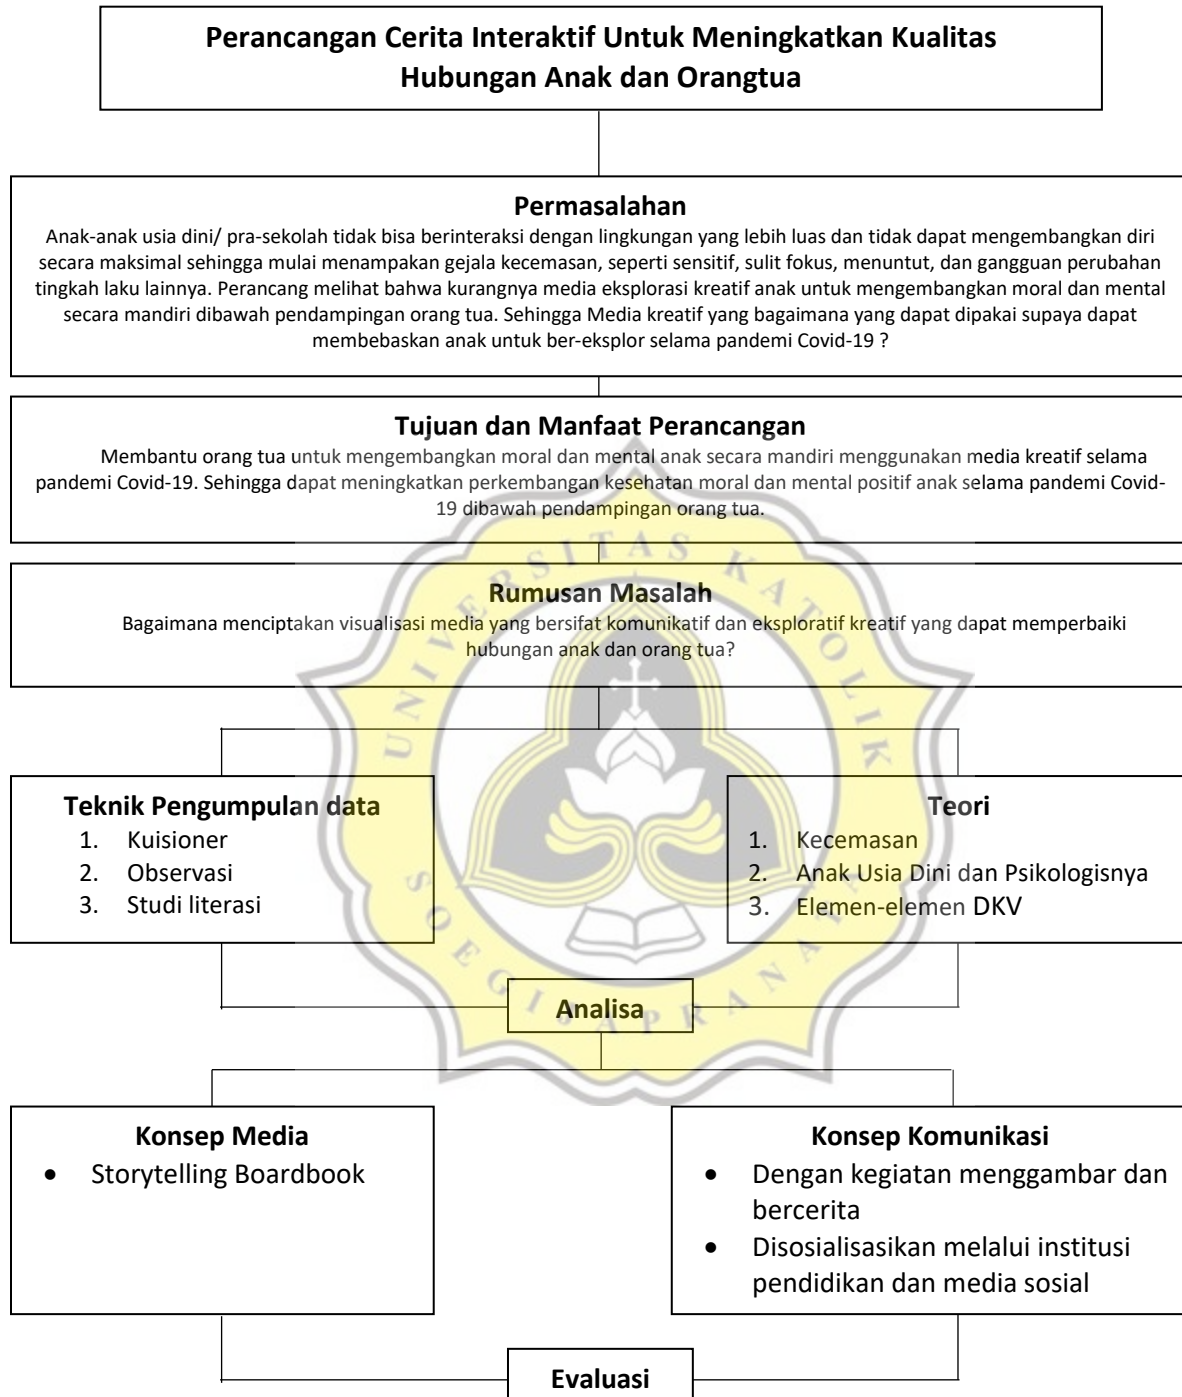 Perancangan Cerita Interaktif Untuk Meningkatkan Kualitas
Hubungan Anak dan Orangtua
Permasalahan
Anak-anak usia dini/ pra-sekolah tidak bisa berinteraksi dengan lingkungan yang lebih luas dan tidak dapat mengembangkan diri
secara maksimal sehingga mulai menampakan gejala kecemasan, seperti sensitif, sulit fokus, menuntut, dan gangguan perubahan
tingkah laku lainnya. Perancang melihat bahwa kurangnya media eksplorasi kreatif anak untuk mengembangkan moral dan mental
secara mandiri dibawah pendampingan orang tua. Sehingga Media kreatif yang bagaimana yang dapat dipakai supaya dapat
membebaskan anak untuk ber-eksplor selama pandemi Covid-19 ?
Tujuan dan Manfaat Perancangan
Membantu orang tua untuk mengembangkan moral dan mental anak secara mandiri menggunakan media kreatif selama
pandemi Covid-19. Sehingga dapat meningkatkan perkembangan kesehatan moral dan mental positif anak selama pandemi Covid-
19 dibawah pendampingan orang tua.
Rumusan Masalah
Bagaimana menciptakan visualisasi media yang bersifat komunikatif dan eksploratif kreatif yang dapat memperbaiki
hubungan anak dan orang tua?
Teknik Pengumpulan data
1. Kuisioner
2. Observasi
3. Studi literasi
Teori
1. Kecemasan
2. Anak Usia Dini dan Psikologisnya
3. Elemen-elemen DKV
Analisa
Konsep Media
• Storytelling Boardbook
Konsep Komunikasi
• Dengan kegiatan menggambar dan
bercerita
• Disosialisasikan melalui institusi
pendidikan dan media sosial
Evaluasi
UNIVERSITAS KATOLIK
SOEGIJAPRANATA